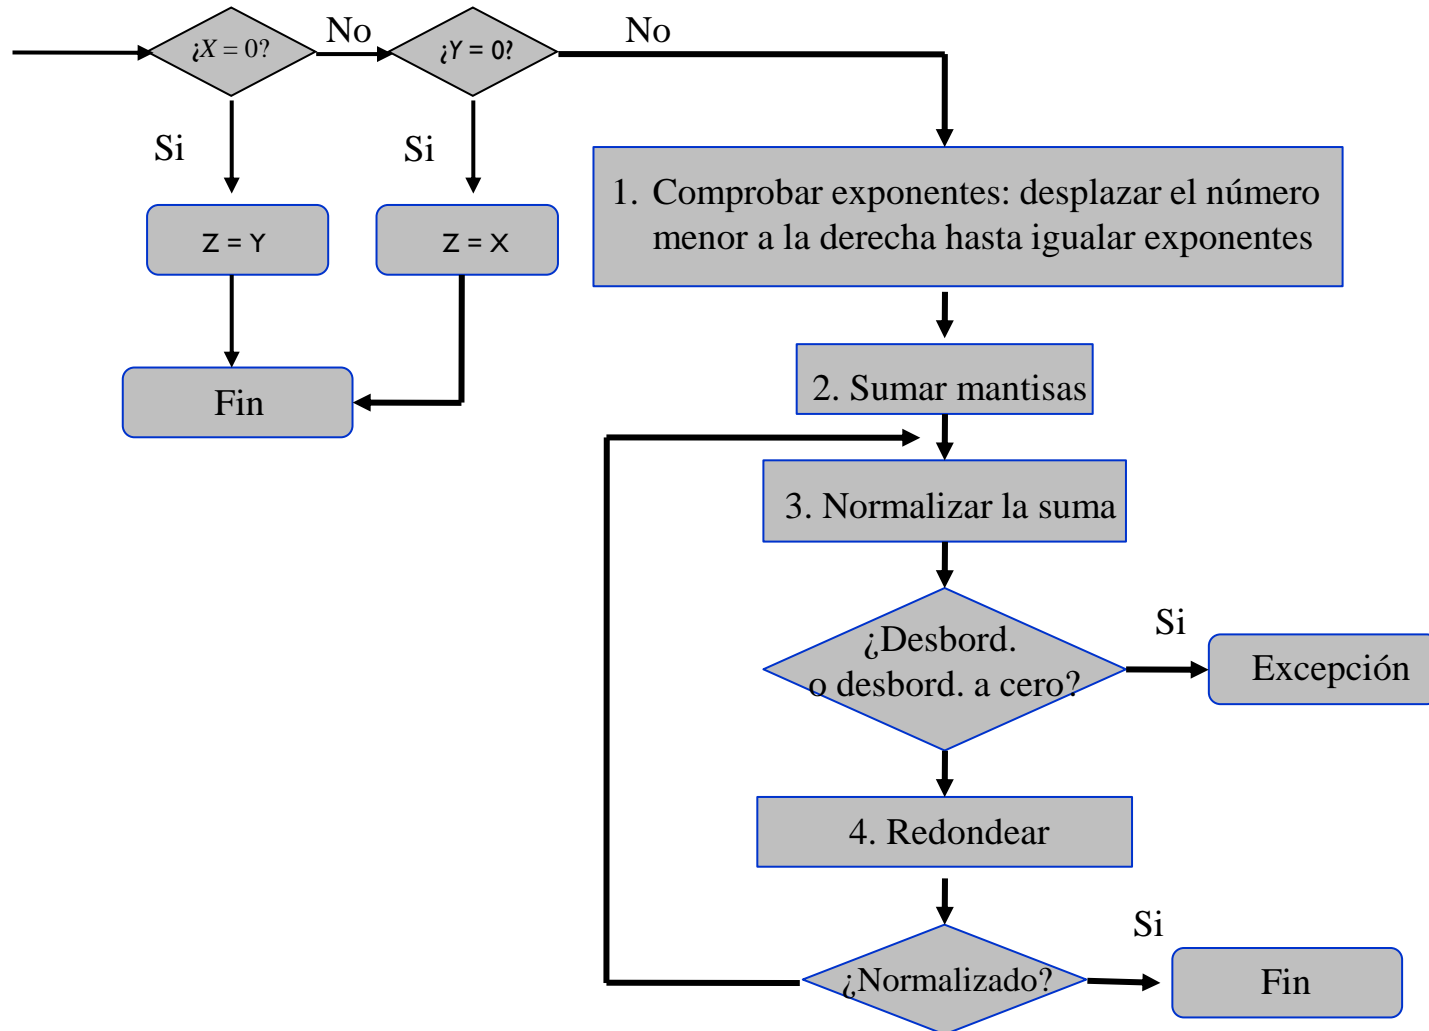 ¿X = 0?
No
¿Y = 0?
No
Si
Si
Z = Y
Z = X
Fin
1. Comprobar exponentes: desplazar el número
menor a la derecha hasta igualar exponentes
2. Sumar mantisas
3. Normalizar la suma
¿Desbord.
o desbord. a cero?
Si
Excepción
4. Redondear
¿Normalizado?
Si
Fin